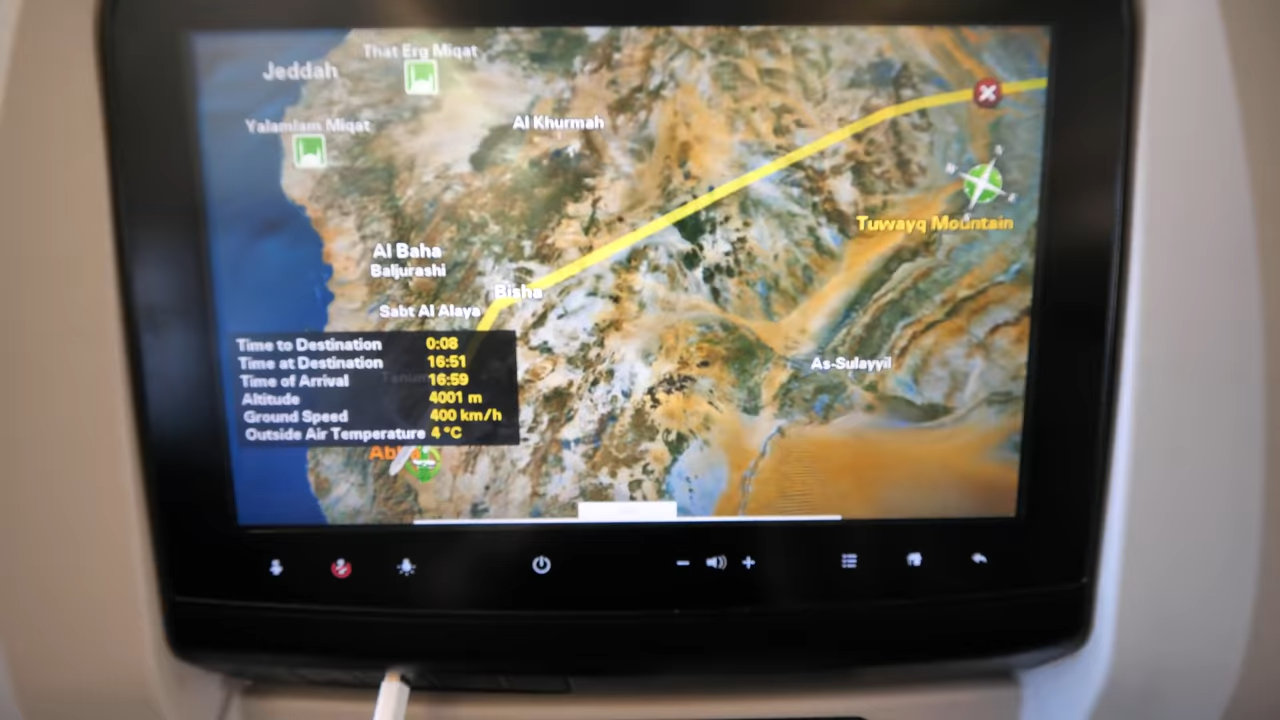 That Erg Miqat
Jeddah
Yalamlam Miqat
Al Khurmah
Tuwayq Mountain
Al Baha
Baljurashi
Bisha
Sabt Al Alaya
Time to Destination 0:08
Time at Destination 16:51
Time of Arrival 16:59
Altitude 4001 m
Ground Speed 400 km/h
Outside Air Temperature 4 °C
As-Sulayyil